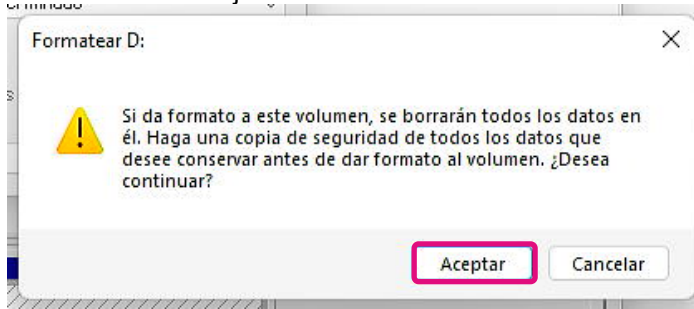 Formatear D:
Si da formato a este volumen, se borrarán todos los datos en
él. Haga una copia de seguridad de todos los datos que
desee conservar antes de dar formato al volumen. ¿Desea
continuar?
Aceptar
Cancelar